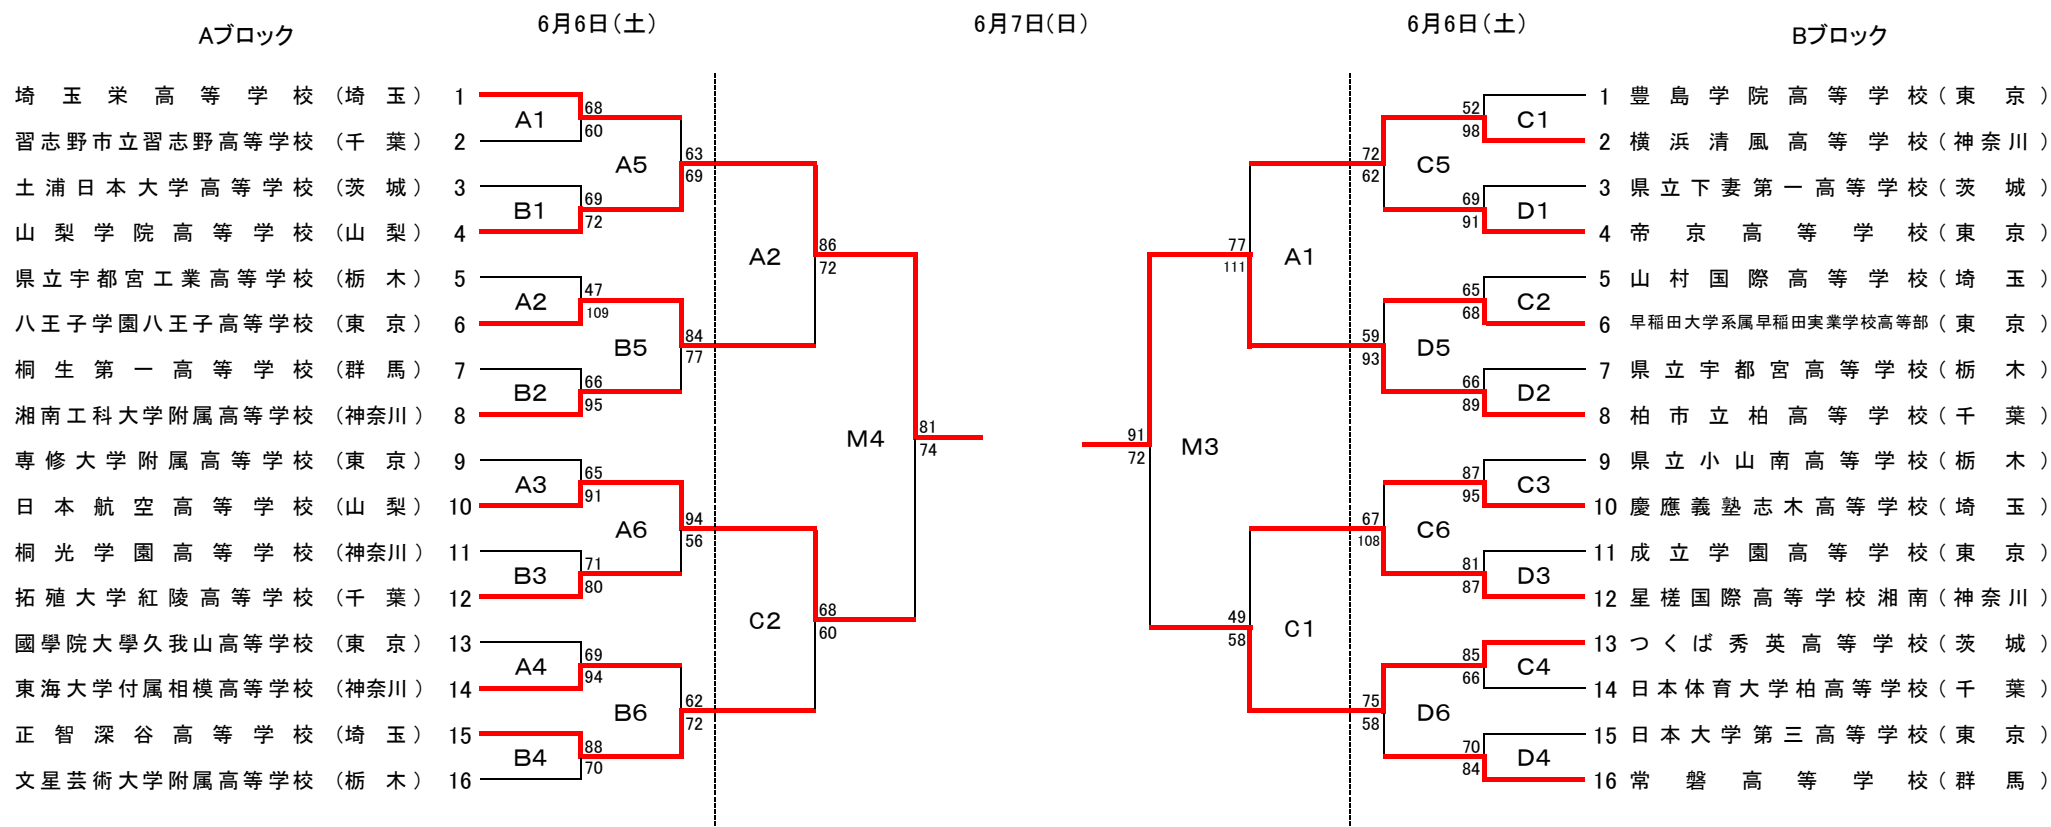 6月6日（土） 6月7日（日） 6月6日（土）
Aブロック Bブロック
埼玉栄高等学校（埼玉） 1
習志野市立習志野高等学校（千葉） 2
土浦日本大学高等学校（茨城） 3
山梨学院高等学校（山梨） 4
県立宇都宮工業高等学校（栃木） 5
八王子学園八王子高等学校（東京） 6
桐生第一高等学校（群馬） 7
湘南工科大学附属高等学校（神奈川） 8
専修大学附属高等学校（東京） 9
日本航空高等学校（山梨） 10
桐光学園高等学校（神奈川） 11
拓殖大学紅陵高等学校（千葉） 12
國學院大學久我山高等学校（東京） 13
東海大学付属相模高等学校（神奈川） 14
正智深谷高等学校（埼玉） 15
文星芸術大学附属高等学校（栃木） 16
A1 68 60
B1 69 72
A2 47 109
B2 66 95
A3 65 91
B3 71 80
A4 69 94
B4 88 70
A5 63 69
B5 84 77
A6 94 56
B6 62 72
A2 86 72
C2 68 60
M4 81 74
M3 91 72
A1 77 111
C1 49 58
C5 72 62
D5 59 93
C6 67 108
D6 75 58
C1 52 98
D1 69 91
C2 65 68
D2 66 89
C3 87 95
D3 81 87
C4 85 66
D4 70 84
1 豊島学院高等学校（東京）
2 横浜清風高等学校（神奈川）
3 県立下妻第一高等学校（茨城）
4 帝京高等学校（東京）
5 山村国際高等学校（埼玉）
6 早稲田大学系属早稲田実業学校高等部（東京）
7 県立宇都宮高等学校（栃木）
8 柏市立柏高等学校（千葉）
9 県立小山南高等学校（栃木）
10 慶應義塾志木高等学校（埼玉）
11 成立学園高等学校（東京）
12 星槎国際高等学校湘南（神奈川）
13 つくば秀英高等学校（茨城）
14 日本体育大学柏高等学校（千葉）
15 日本大学第三高等学校（東京）
16 常磐高等学校（群馬）